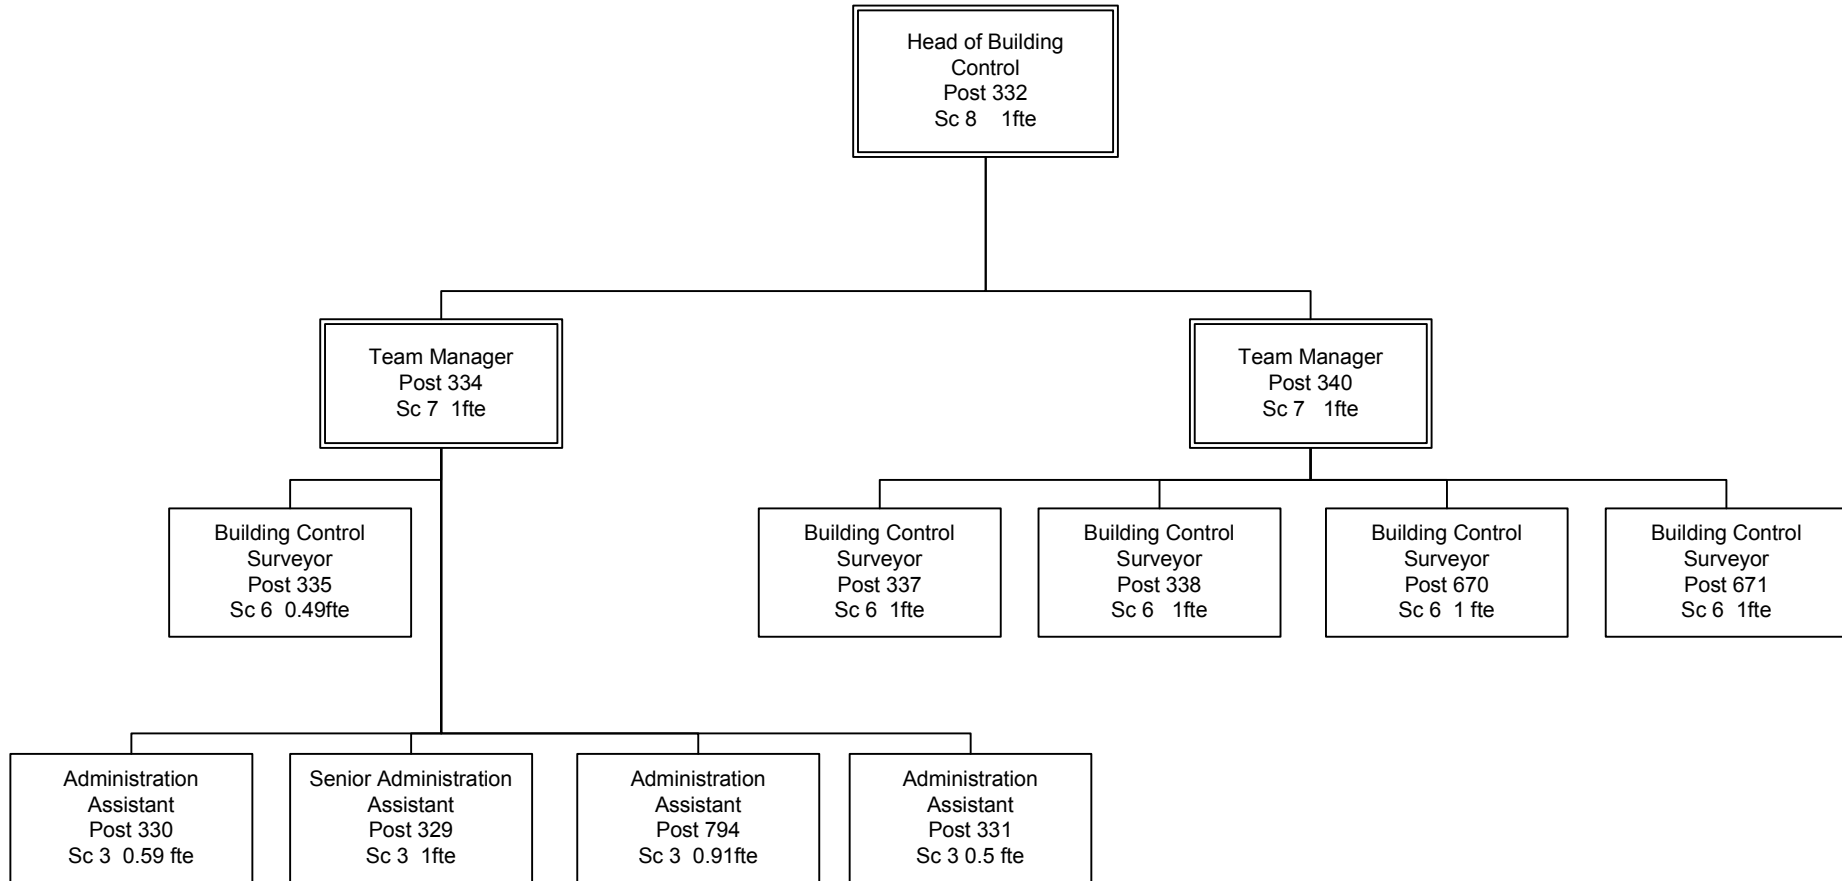 Head of Building
Control
Post 332
Sc 8    1fte
Team Manager
Post 334
Sc 7  1fte
Team Manager
Post 340
Sc 7   1fte
Building Control
Surveyor
Post 335
Sc 6  0.49fte
Building Control
Surveyor
Post 337
Sc 6  1fte
Building Control
Surveyor
Post 338
Sc 6   1fte
Building Control
Surveyor
Post 670
Sc 6  1 fte
Building Control
Surveyor
Post 671
Sc 6  1fte
Administration
Assistant
Post 330
Sc 3  0.59 fte
Senior Administration
Assistant
Post 329
Sc 3  1fte
Administration
Assistant
Post 794
Sc 3  0.91fte
Administration
Assistant
Post 331
Sc 3 0.5 fte